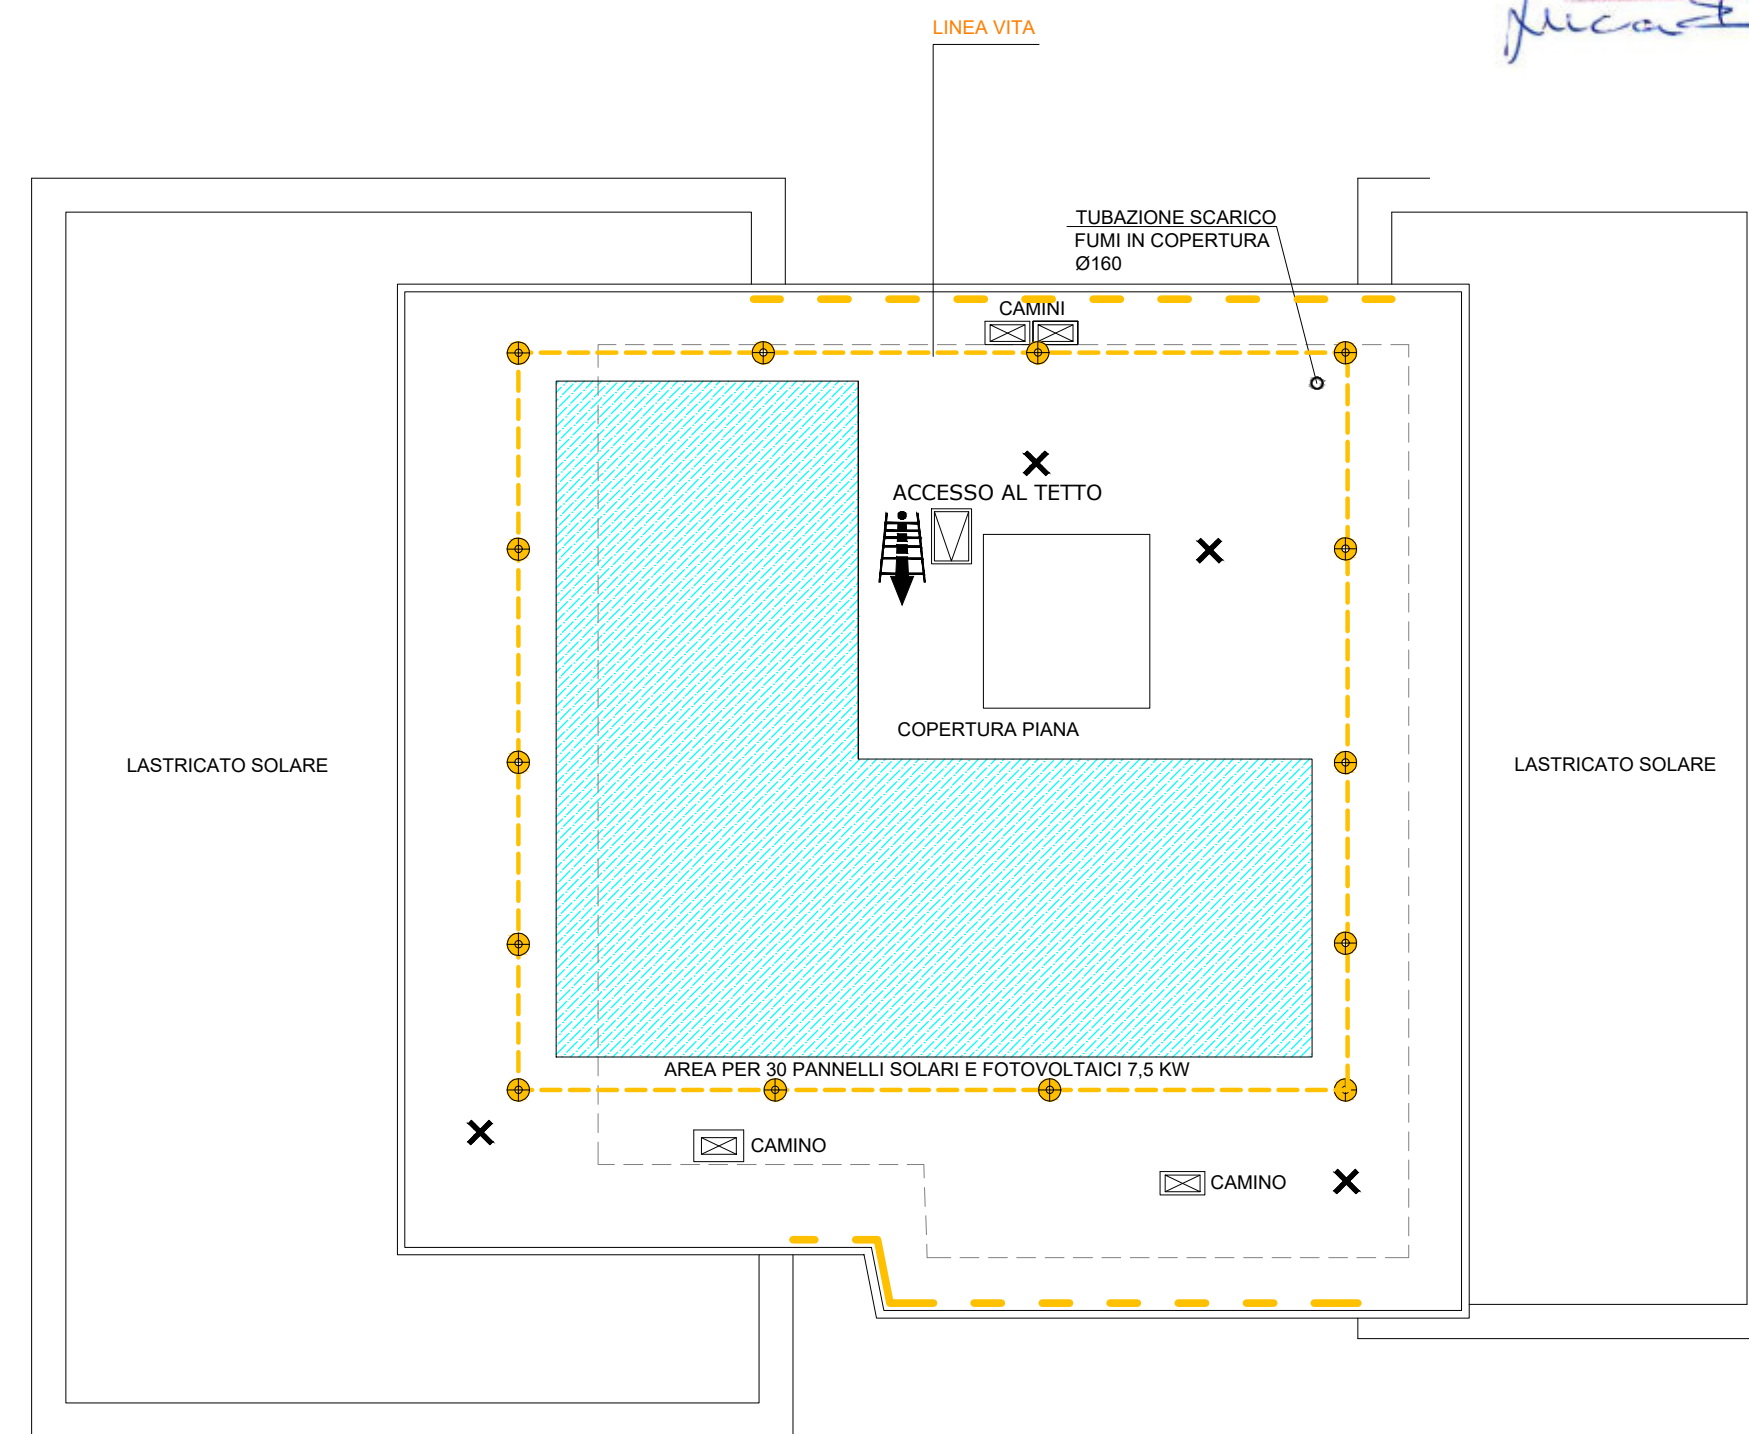 LINEA VITA
TUBAZIONE SCARICO
FUMI IN COPERTURA
Ø160
CAMINI
ACCESSO AL TETTO
COPERTURA PIANA
LASTRICATO SOLARE
LASTRICATO SOLARE
AREA PER 30 PANNELLI SOLARI E FOTOVOLTAICI 7,5 KW
CAMINO
CAMINO